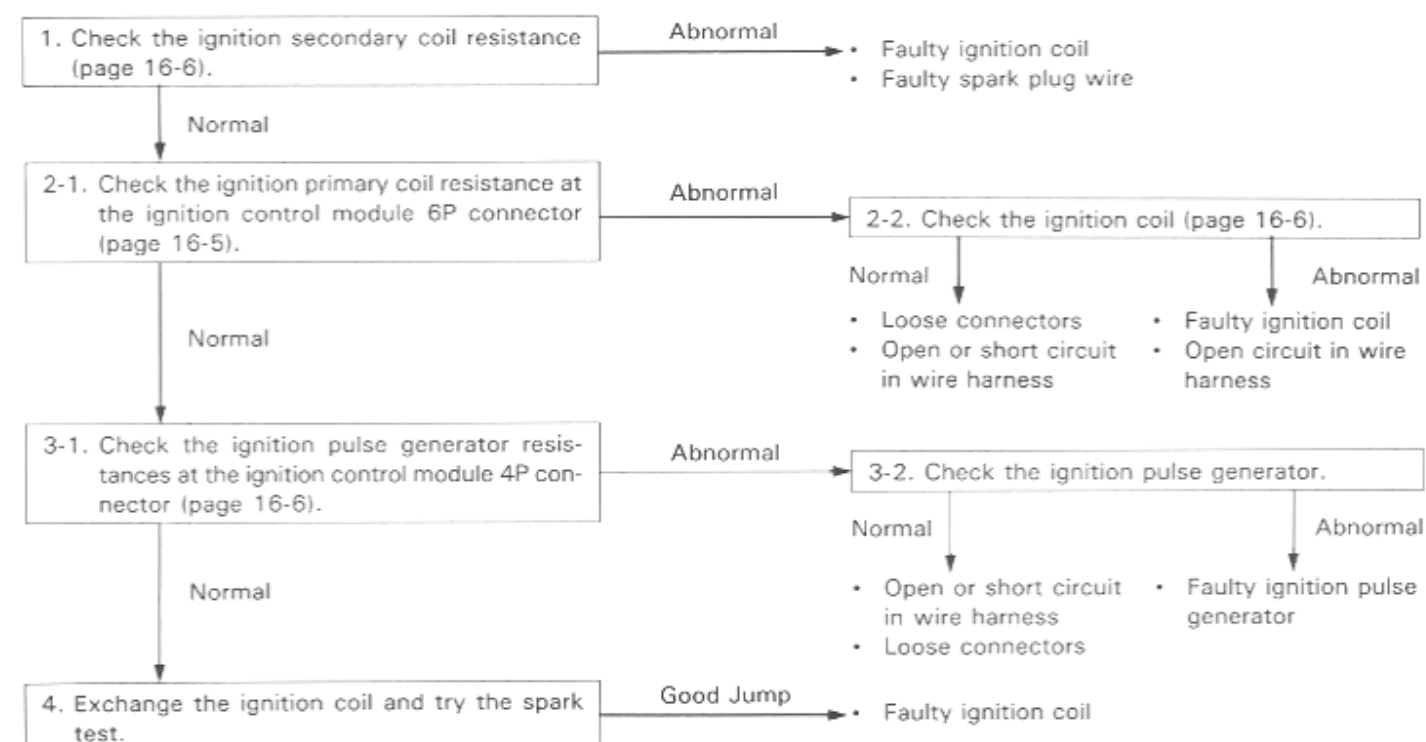 1. Check the ignition secondary coil resistance
(page 16-6).
Abnormal
• Faulty ignition coil
• Faulty spark plug wire
Normal
2-1. Check the ignition primary coil resistance at
the ignition control module 6P connector
(page 16-5).
Abnormal
2-2. Check the ignition coil (page 16-6).
Normal
• Loose connectors
• Open or short circuit
in wire harness
Abnormal
• Faulty ignition coil
• Open circuit in wire
harness
Normal
3-1. Check the ignition pulse generator resis-
tances at the ignition control module 4P con-
nector (page 16-6).
Abnormal
3-2. Check the ignition pulse generator.
Normal
• Open or short circuit
in wire harness
• Loose connectors
Abnormal
• Faulty ignition pulse
generator
Normal
4. Exchange the ignition coil and try the spark
test.
Good Jump
• Faulty ignition coil